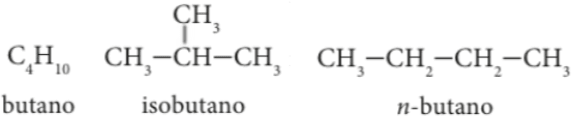 CH₃
C₄H₁₀ CH₃–CH–CH₃ CH₃–CH₂–CH₂–CH₃
butano isobutano n-butano